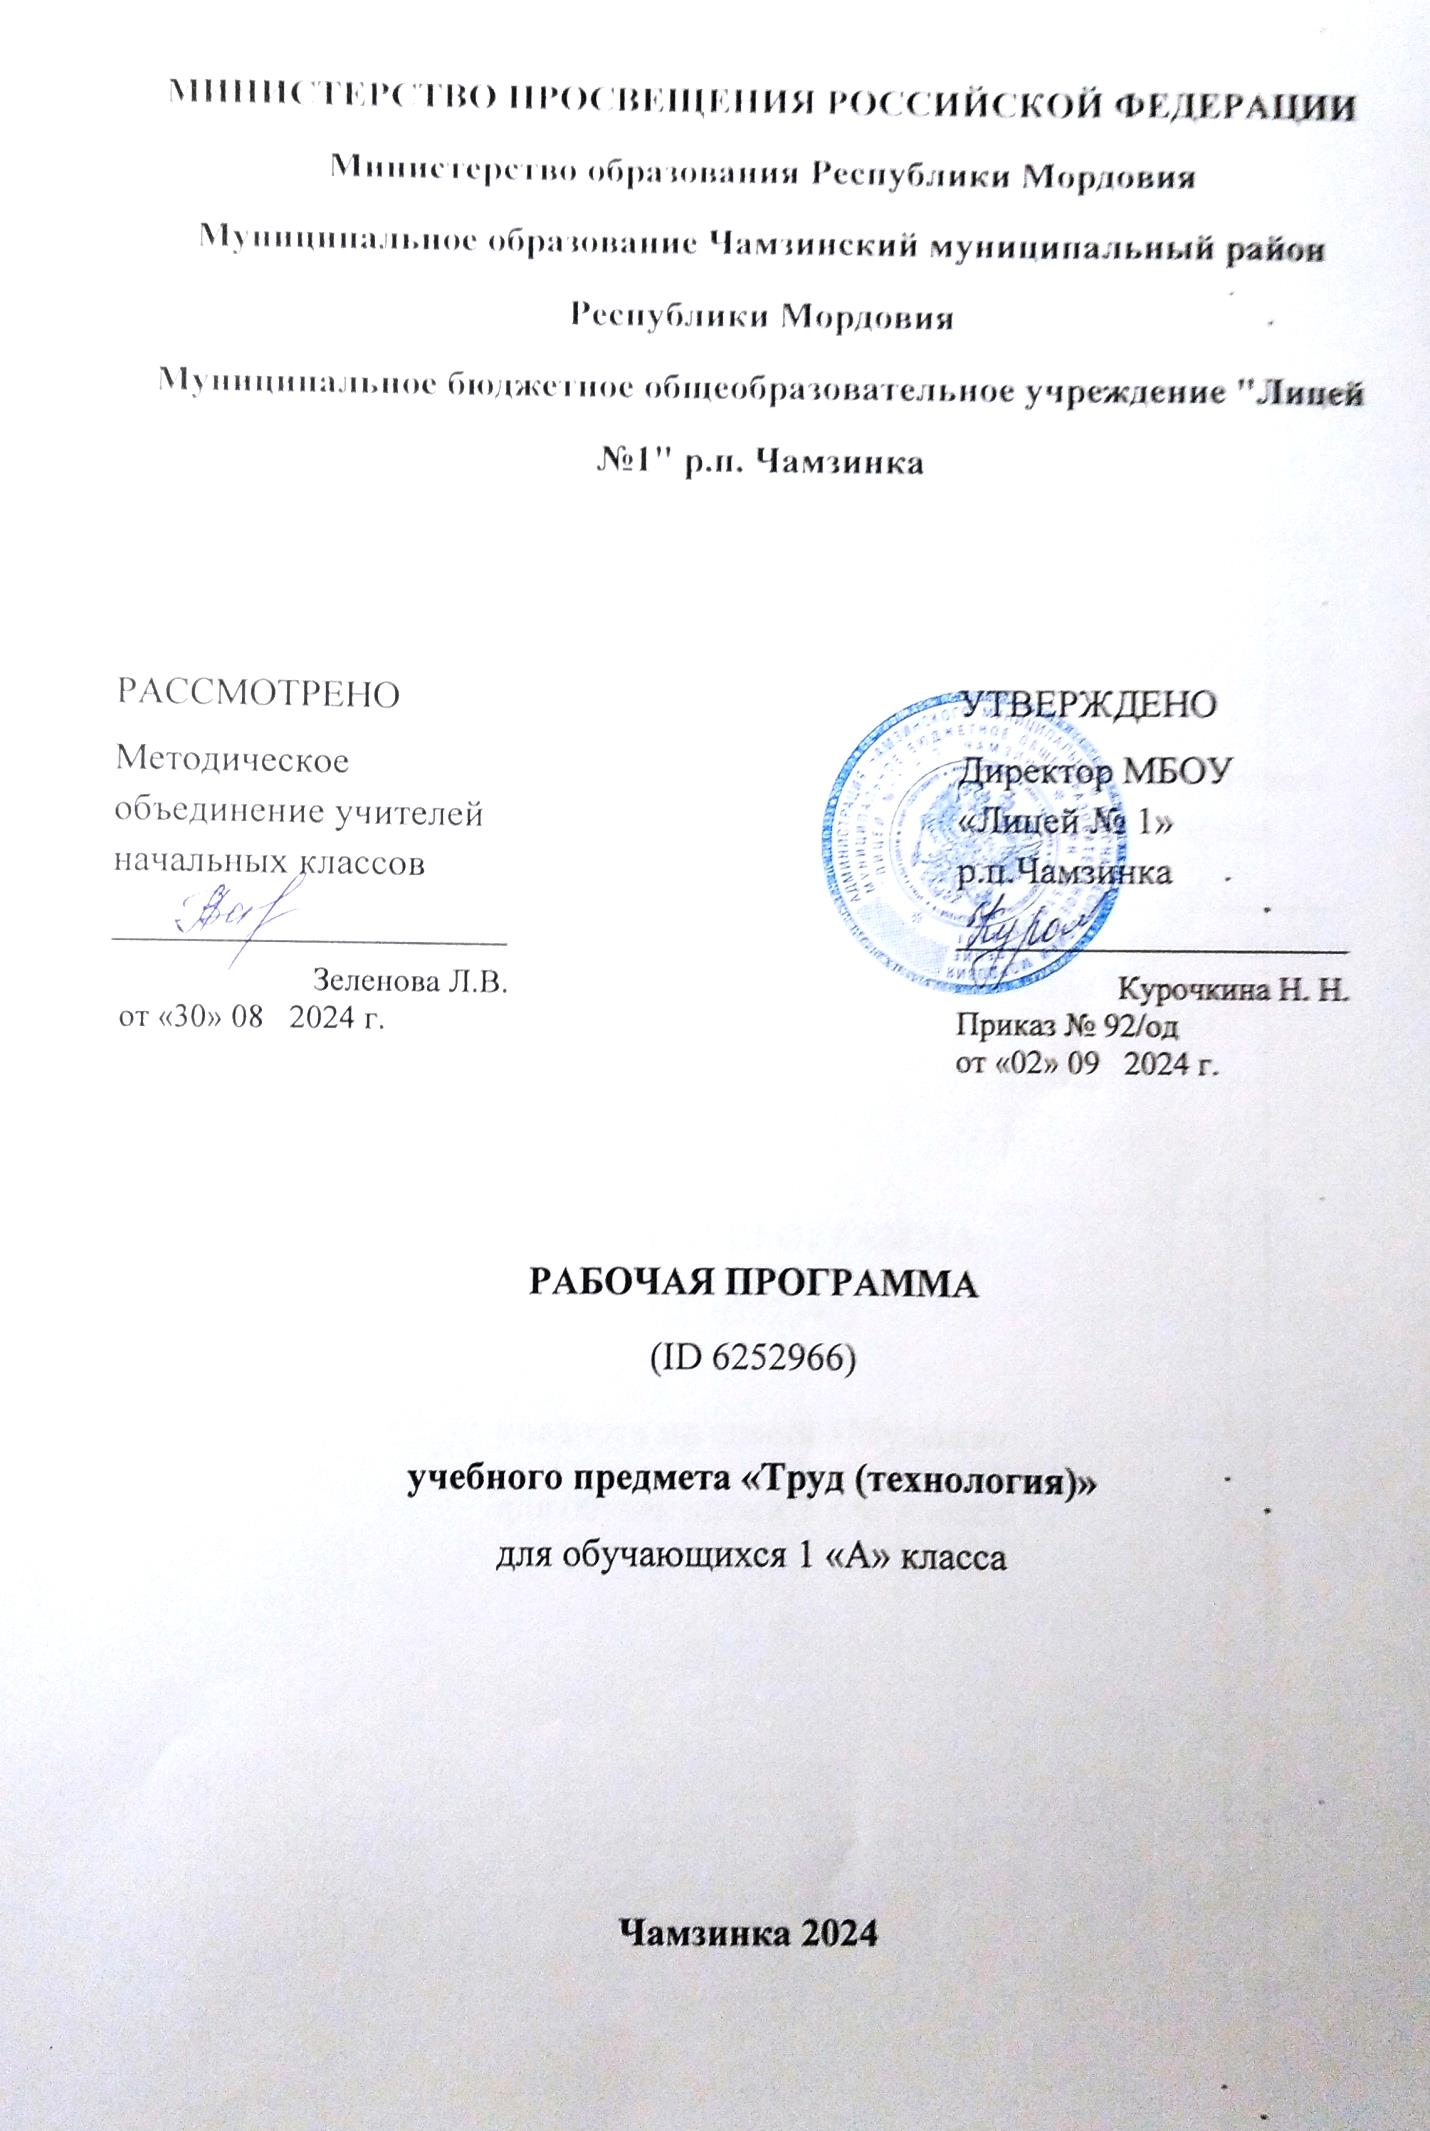 МИНИСТЕРСТВО ПРОСВЕЩЕНИЯ РОССИЙСКОЙ ФЕДЕРАЦИИ
Министерство образования Республики Мордовия
Муниципальное образование Чамзинский муниципальный район
Республики Мордовия
Муниципальное бюджетное общеобразовательное учреждение "Лицей
№1" р.п. Чамзинка
РАССМОТРЕНО
Методическое
объединение учителей
начальных классов
Зеленова Л.В.
от «30» 08 2024 г.
УТВЕРЖДЕНО
Директор МБОУ
«Лицей № 1»
р.п.Чамзинка
Курочкина Н. Н.
Приказ № 92/од
от «02» 09 2024 г.
РАБОЧАЯ ПРОГРАММА
(ID 6252966)
учебного предмета «Труд (технология)»
для обучающихся 1 «А» класса
Чамзинка 2024